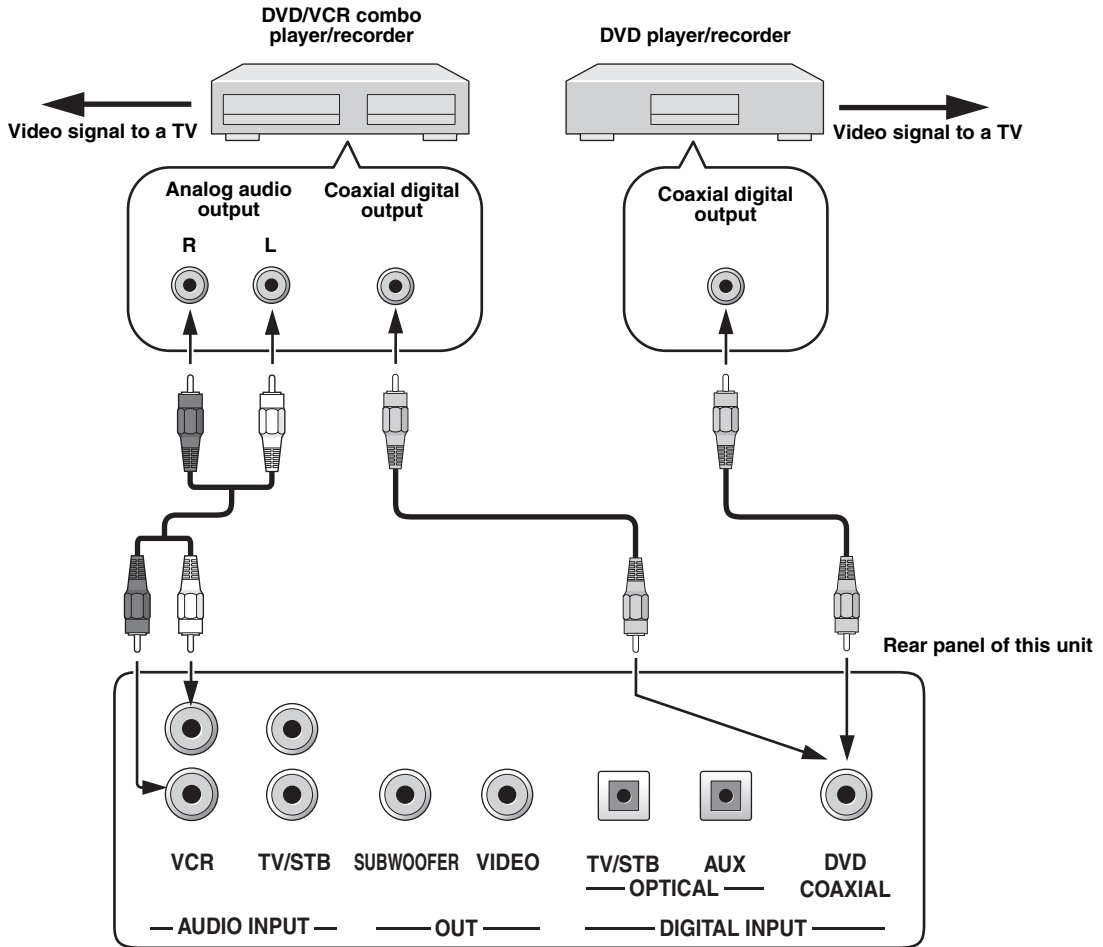 DVD/VCR combo
player/recorder
DVD player/recorder
Video signal to a TV
Video signal to a TV
Analog audio
output
Coaxial digital
output
R
L
Coaxial digital
output
Rear panel of this unit
VCR
TV/STB
SUBWOOFER
VIDEO
TV/STB
AUX
DVD
COAXIAL
OPTICAL
AUDIO INPUT
OUT
DIGITAL INPUT